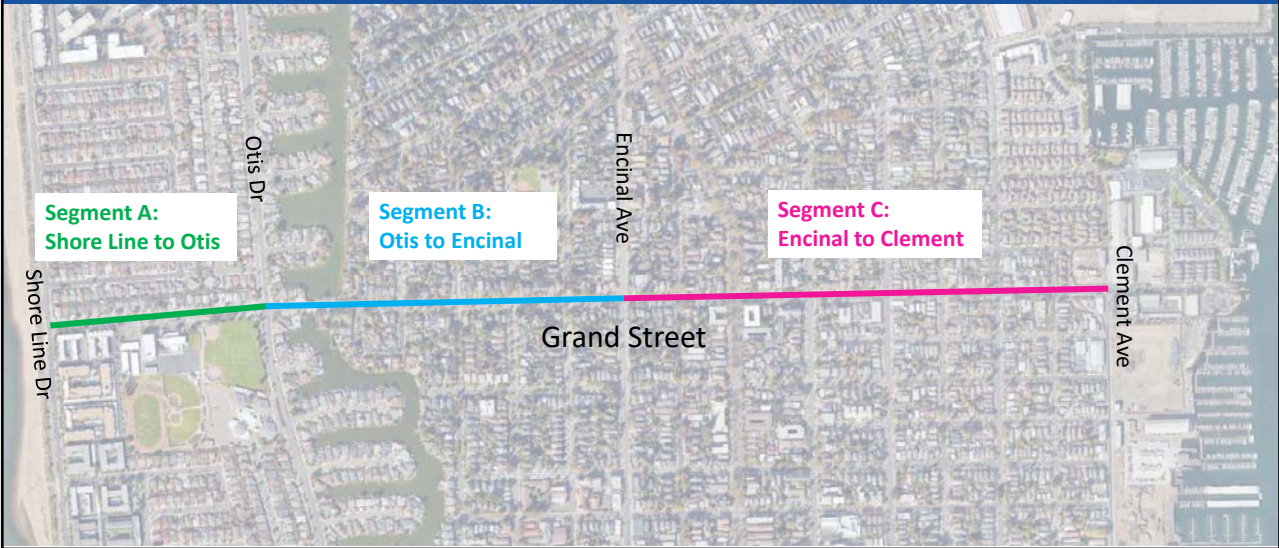 Otis Dr
Encinal Ave
Segment A:
Shore Line to Otis
Segment B:
Otis to Encinal
Segment C:
Encinal to Clement
Shore Line Dr
Clement Ave
Grand Street